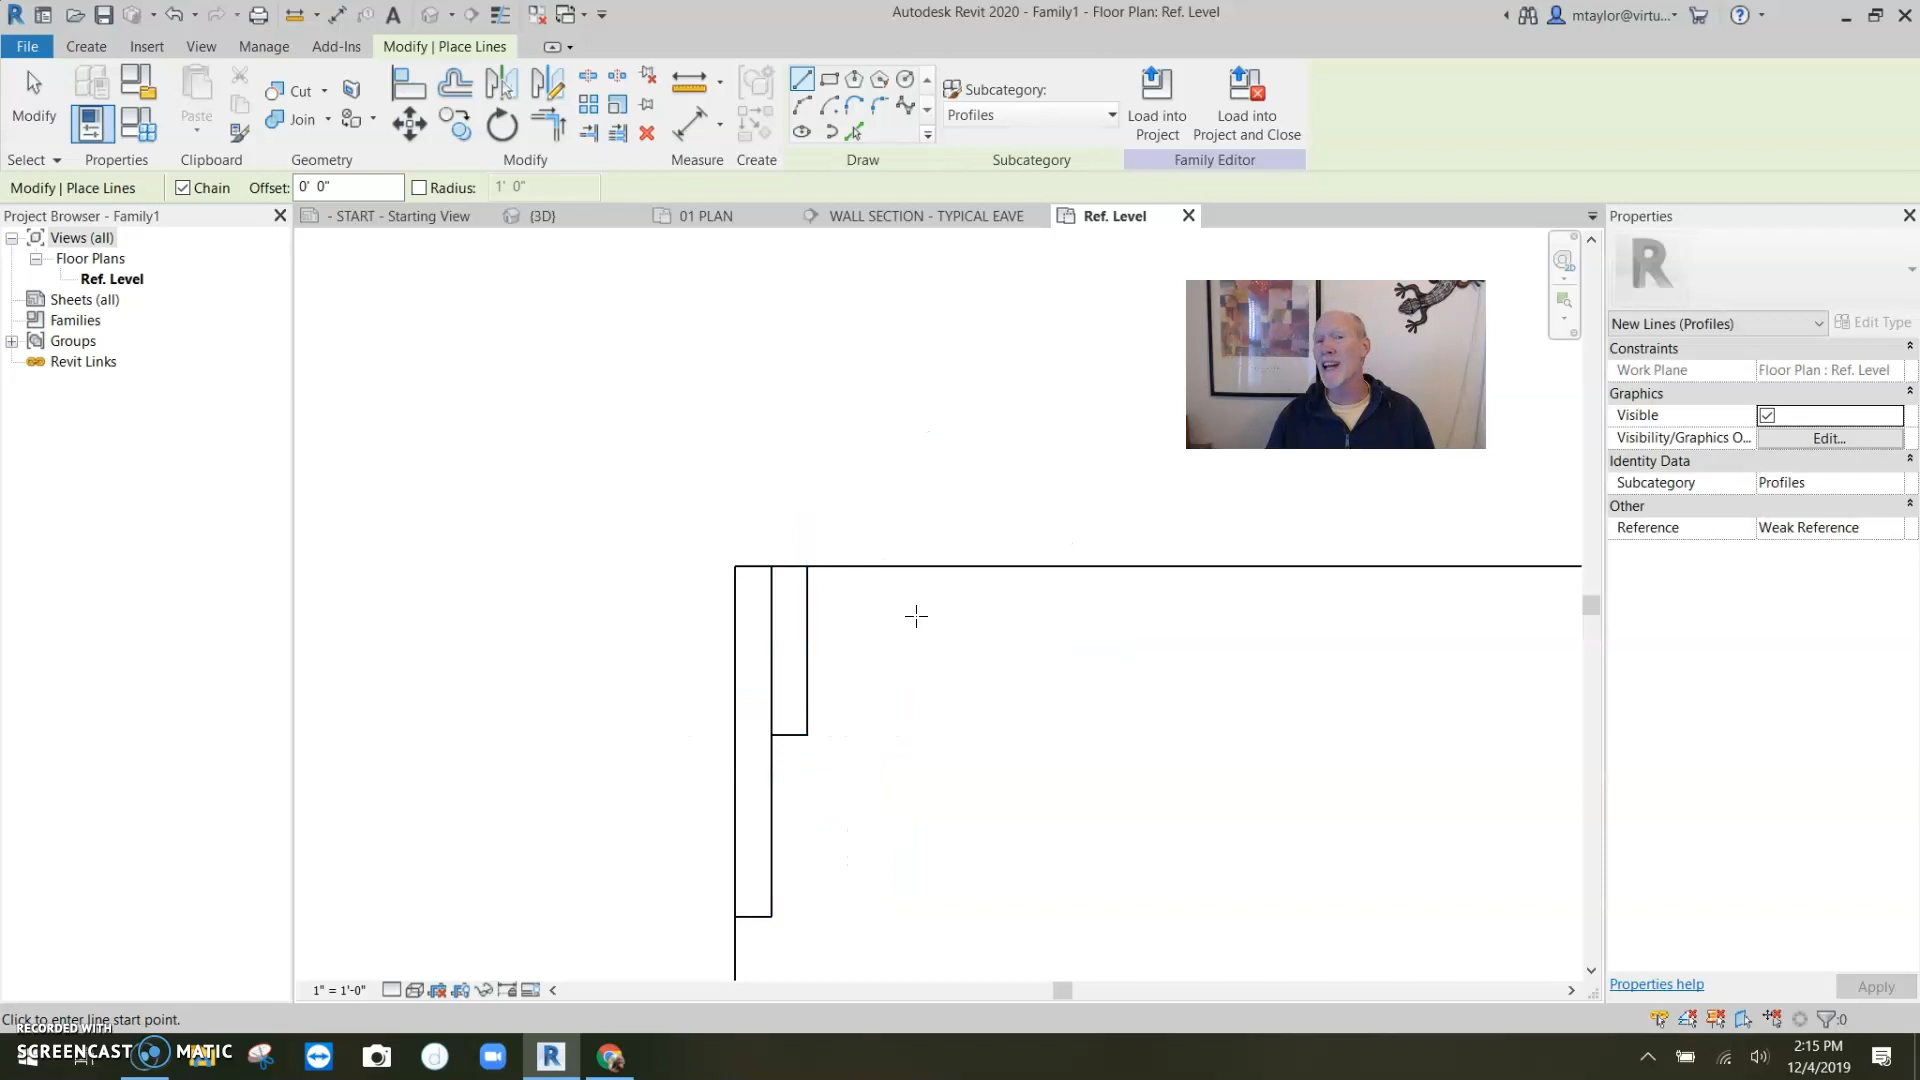 Autodesk Revit 2020 - Family1 - Floor Plan: Ref. Level
mtaylor@virtu...
File Create Insert View Manage Add-Ins Modify | Place Lines
Modify
Paste
Cut
Join
Subcategory:
Profiles
Load into
Project
Load into
Project and Close
Select Properties Clipboard Geometry Modify Measure Create Draw Subcategory Family Editor
Modify | Place Lines Chain Offset: 0' 0" Radius: 1' 0"
Project Browser - Family1
- START - Starting View {3D} 01 PLAN WALL SECTION - TYPICAL EAVE Ref. Level
Properties
Views (all)
Floor Plans
Ref. Level
Sheets (all)
Families
Groups
Revit Links
2D
R
New Lines (Profiles) Edit Type
Constraints
Work Plane Floor Plan : Ref. Level
Graphics
Visible
Visibility/Graphics O... Edit...
Identity Data
Subcategory Profiles
Other
Reference Weak Reference
Properties help Apply
1" = 1'-0"
Click to enter line start point.
:0
RECORDED WITH
SCREENCAST MATIC
2:15 PM
12/4/2019